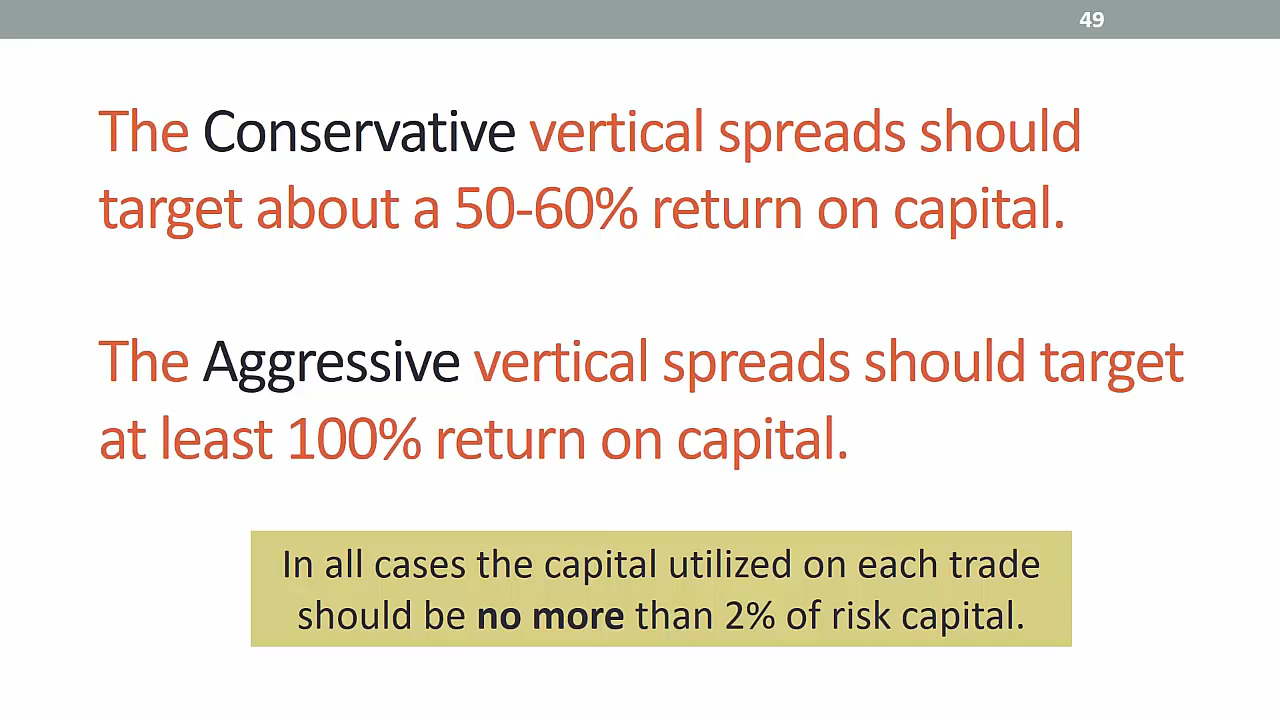 49
The Conservative vertical spreads should
target about a 50-60% return on capital.
The Aggressive vertical spreads should target
at least 100% return on capital.
In all cases the capital utilized on each trade
should be no more than 2% of risk capital.